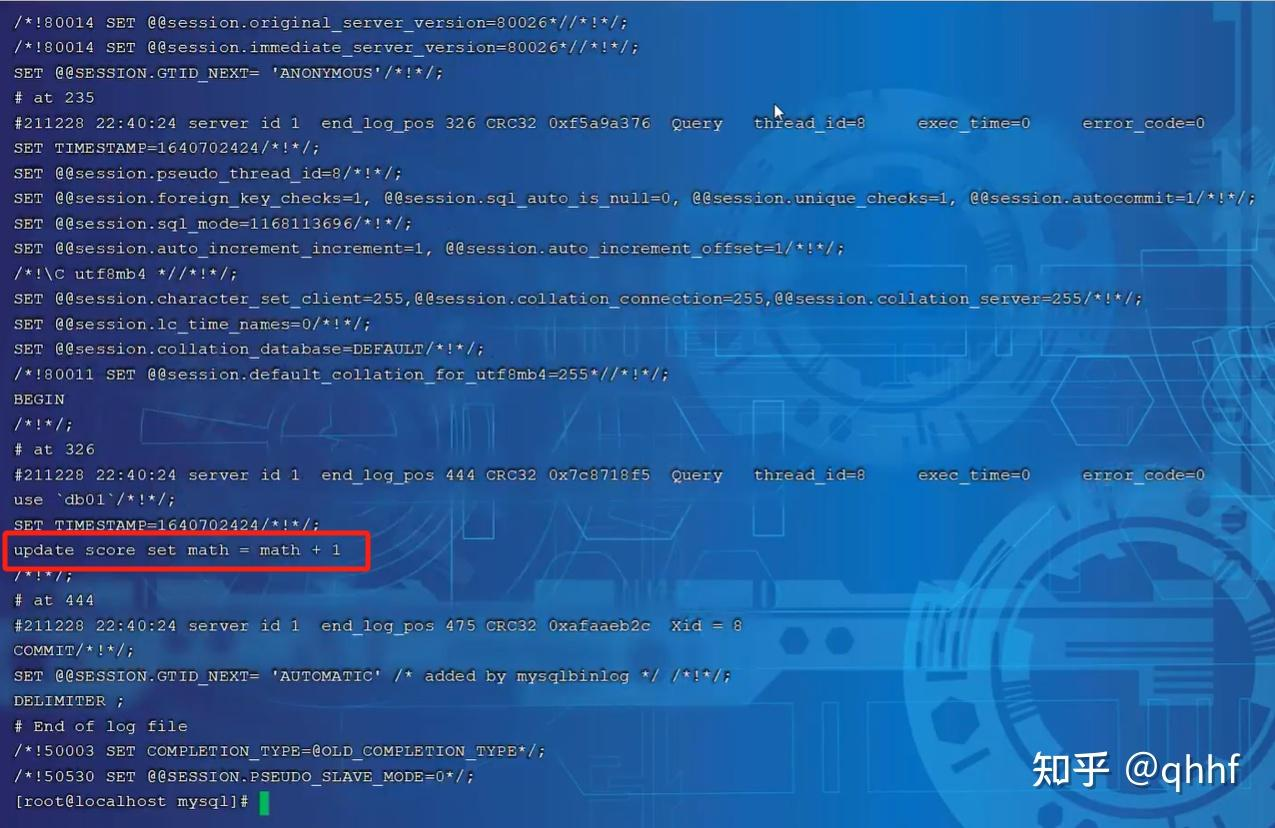 /*!80014 SET @@session.original_server_version=80026*//*!*/;
/*!80014 SET @@session.immediate_server_version=80026*//*!*/;
SET @@SESSION.GTID_NEXT= 'ANONYMOUS'/*!*/;
# at 235
#211228 22:40:24 server id 1  end_log_pos 326 CRC32 0xf5a9a376  Query   thread_id=8     exec_time=0     error_code=0
SET TIMESTAMP=1640702424/*!*/;
SET @@session.pseudo_thread_id=8/*!*/;
SET @@session.foreign_key_checks=1, @@session.sql_auto_is_null=0, @@session.unique_checks=1, @@session.autocommit=1/*!*/;
SET @@session.sql_mode=1168113696/*!*/;
SET @@session.auto_increment_increment=1, @@session.auto_increment_offset=1/*!*/;
/*!\C utf8mb4 *//*!*/;
SET @@session.character_set_client=255,@@session.collation_connection=255,@@session.collation_server=255/*!*/;
SET @@session.lc_time_names=0/*!*/;
SET @@session.collation_database=DEFAULT/*!*/;
/*!80011 SET @@session.default_collation_for_utf8mb4=255*//*!*/;
BEGIN
/*!*/;
# at 326
#211228 22:40:24 server id 1  end_log_pos 444 CRC32 0x7c8718f5  Query   thread_id=8     exec_time=0     error_code=0
use `db01`/*!*/;
SET TIMESTAMP=1640702424/*!*/;
update score set math = math + 1
/*!*/;
# at 444
#211228 22:40:24 server id 1  end_log_pos 475 CRC32 0xafaaeb2c  Xid = 8
COMMIT/*!*/;
SET @@SESSION.GTID_NEXT= 'AUTOMATIC' /* added by mysqlbinlog */ /*!*/;
DELIMITER ;
# End of log file
/*!50003 SET COMPLETION_TYPE=@OLD_COMPLETION_TYPE*/;
/*!50530 SET @@SESSION.PSEUDO_SLAVE_MODE=0*/;
[root@localhost mysql]#
知乎 @qhhf